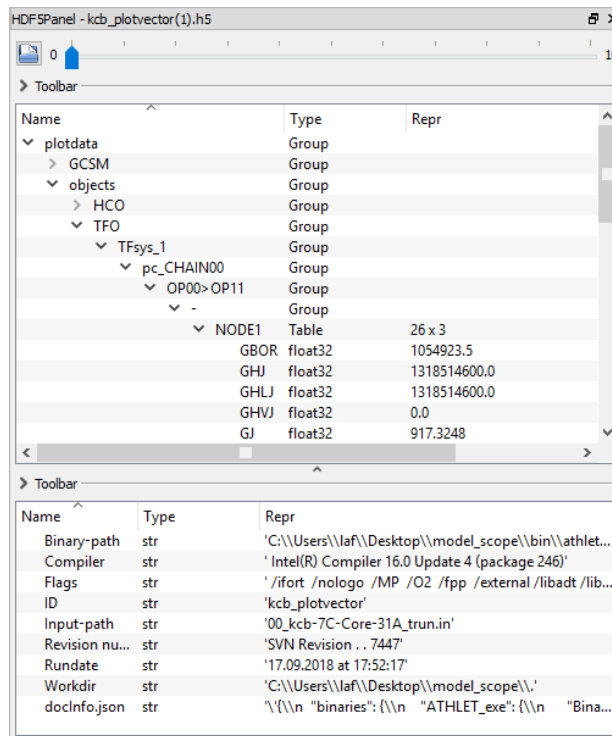 HDF5Panel - kcb_plotvector(1).h5
0
Toolbar
Name Type Repr
plotdata Group
GCSM Group
objects Group
HCO Group
TFO Group
TFsys_1 Group
pc_CHAIN00 Group
OP00>OP11 Group
- Group
NODE1 Table 26 x 3
GBOR float32 1054923.5
GHJ float32 1318514600.0
GHLJ float32 1318514600.0
GHVJ float32 0.0
GJ float32 917.3248
Toolbar
Name Type Repr
Binary-path str 'C:\\Users\\laf\\Desktop\\model_scope\\bin\\athlet...
Compiler str ' Intel(R) Compiler 16.0 Update 4 (package 246)'
Flags str ' /ifort /nologo /MP /O2 /fpp /external /libadt /lib...
ID str 'kcb_plotvector'
Input-path str '00_kcb-7C-Core-31A_trun.in'
Revision nu... str 'SVN Revision . . 7447'
Rundate str '17.09.2018 at 17:52:17'
Workdir str 'C:\\Users\\laf\\Desktop\\model_scope\\.'
docInfo.json str '\'{\\n "binaries": {\\n "ATHLET_exe": {\\n "Bina...